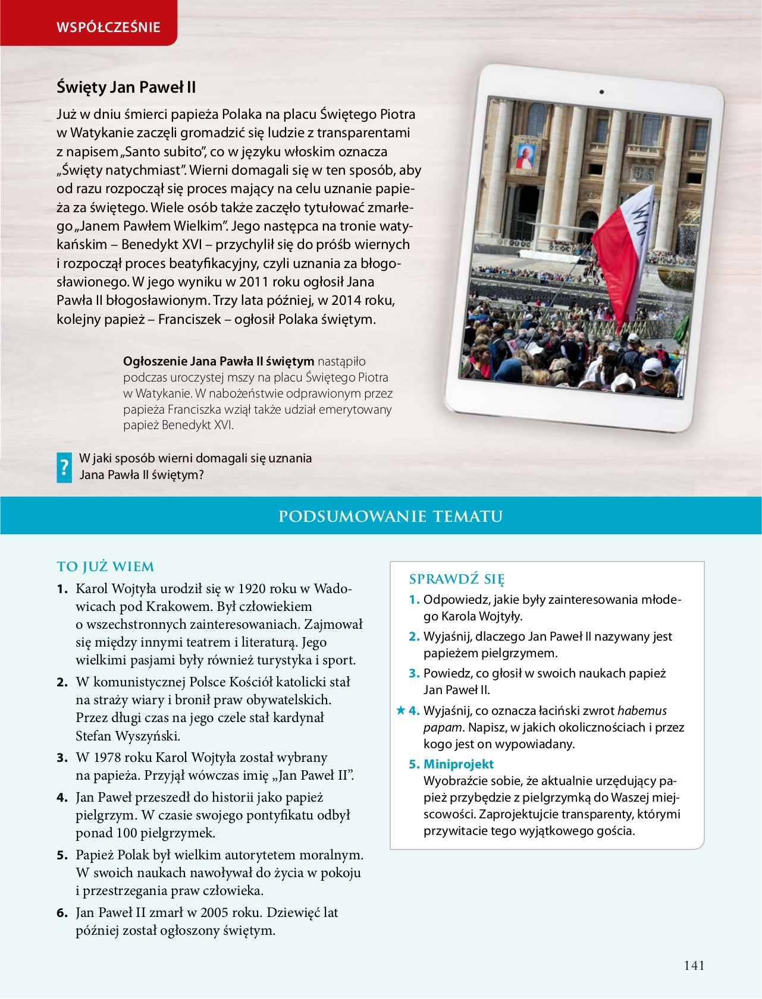 WSPÓŁCZEŚNIE
Święty Jan Paweł II
Już w dniu śmierci papieża Polaka na placu Świętego Piotra
w Watykanie zaczęli gromadzić się ludzie z transparentami
z napisem „Santo subito”, co w języku włoskim oznacza
„Święty natychmiast”. Wierni domagali się w ten sposób, aby
od razu rozpoczął się proces mający na celu uznanie papie-
ża za świętego. Wiele osób także zaczęło tytułować zmarłe-
go „Janem Pawłem Wielkim”. Jego następca na tronie waty-
kańskim – Benedykt XVI – przychylił się do próśb wiernych
i rozpoczął proces beatyfikacyjny, czyli uznania za błogo-
sławionego. W jego wyniku w 2011 roku ogłosił Jana
Pawła II błogosławionym. Trzy lata później, w 2014 roku,
kolejny papież – Franciszek – ogłosił Polaka świętym.
Ogłoszenie Jana Pawła II świętym nastąpiło
podczas uroczystej mszy na placu Świętego Piotra
w Watykanie. W nabożeństwie odprawionym przez
papieża Franciszka wziął także udział emerytowany
papież Benedykt XVI.
? W jaki sposób wierni domagali się uznania
Jana Pawła II świętym?
PODSUMOWANIE TEMATU
TO JUŻ WIEM
1. Karol Wojtyła urodził się w 1920 roku w Wado-
wicach pod Krakowem. Był człowiekiem
o wszechstronnych zainteresowaniach. Zajmował
się między innymi teatrem i literaturą. Jego
wielkimi pasjami były również turystyka i sport.
2. W komunistycznej Polsce Kościół katolicki stał
na straży wiary i bronił praw obywatelskich.
Przez długi czas na jego czele stał kardynał
Stefan Wyszyński.
3. W 1978 roku Karol Wojtyła został wybrany
na papieża. Przyjął wówczas imię „Jan Paweł II”.
4. Jan Paweł przeszedł do historii jako papież
pielgrzym. W czasie swojego pontyfikatu odbył
ponad 100 pielgrzymek.
5. Papież Polak był wielkim autorytetem moralnym.
W swoich naukach nawoływał do życia w pokoju
i przestrzegania praw człowieka.
6. Jan Paweł II zmarł w 2005 roku. Dziewięć lat
później został ogłoszony świętym.
SPRAWDŹ SIĘ
1. Odpowiedz, jakie były zainteresowania młode-
go Karola Wojtyły.
2. Wyjaśnij, dlaczego Jan Paweł II nazywany jest
papieżem pielgrzymem.
3. Powiedz, co głosił w swoich naukach papież
Jan Paweł II.
★ 4. Wyjaśnij, co oznacza łaciński zwrot habemus
papam. Napisz, w jakich okolicznościach i przez
kogo jest on wypowiadany.
5. Miniprojekt
Wyobraźcie sobie, że aktualnie urzędujący pa-
pież przybędzie z pielgrzymką do Waszej miej-
scowości. Zaprojektujcie transparenty, którymi
przywitacie tego wyjątkowego gościa.
141